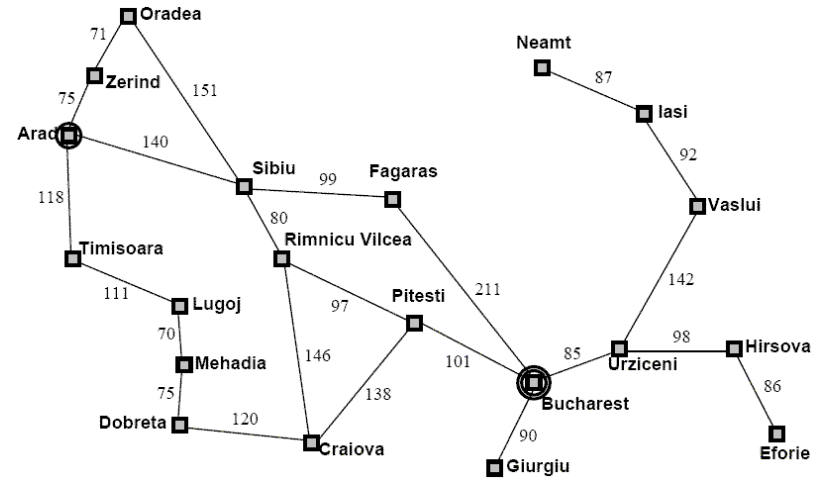 Oradea
71
Neamt
Zerind
87
75
151
Iasi
Arad
140
92
Sibiu
99
Fagaras
118
80
Vaslui
Timisoara
Rimnicu Vilcea
111
211
142
Lugoj
97
Pitesti
70
98
Hirsova
146
101
85
Urziceni
Mehadia
75
138
86
Bucharest
Dobreta
120
90
Craiova
Eforie
Giurgiu